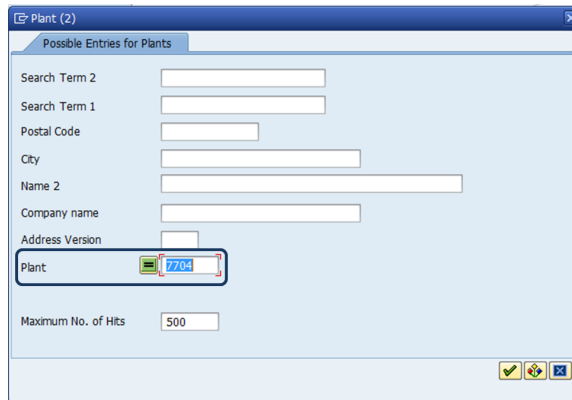 Plant (2)
Possible Entries for Plants
Search Term 2
Search Term 1
Postal Code
City
Name 2
Company name
Address Version
Plant 7704
Maximum No. of Hits 500